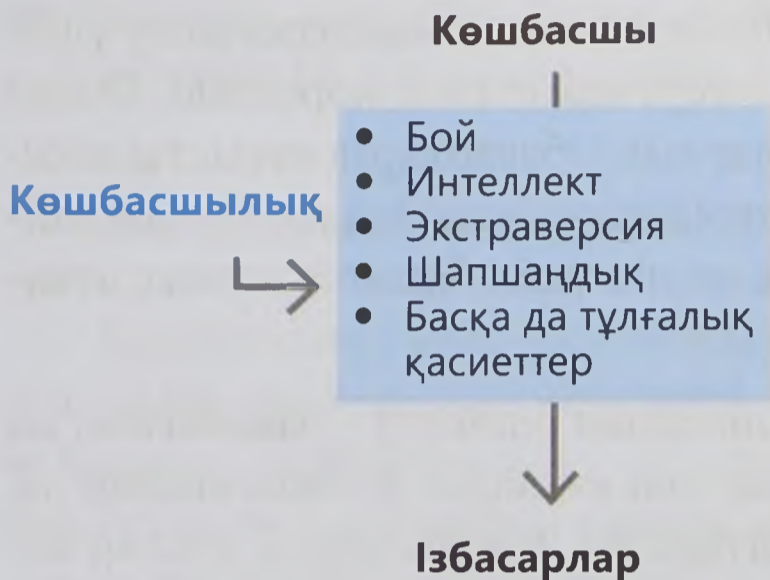 Көшбасшы
Көшбасшылық
• Бой
• Интеллект
• Экстраверсия
• Шапшаңдық
• Басқа да тұлғалық
қасиеттер
Ізбасарлар